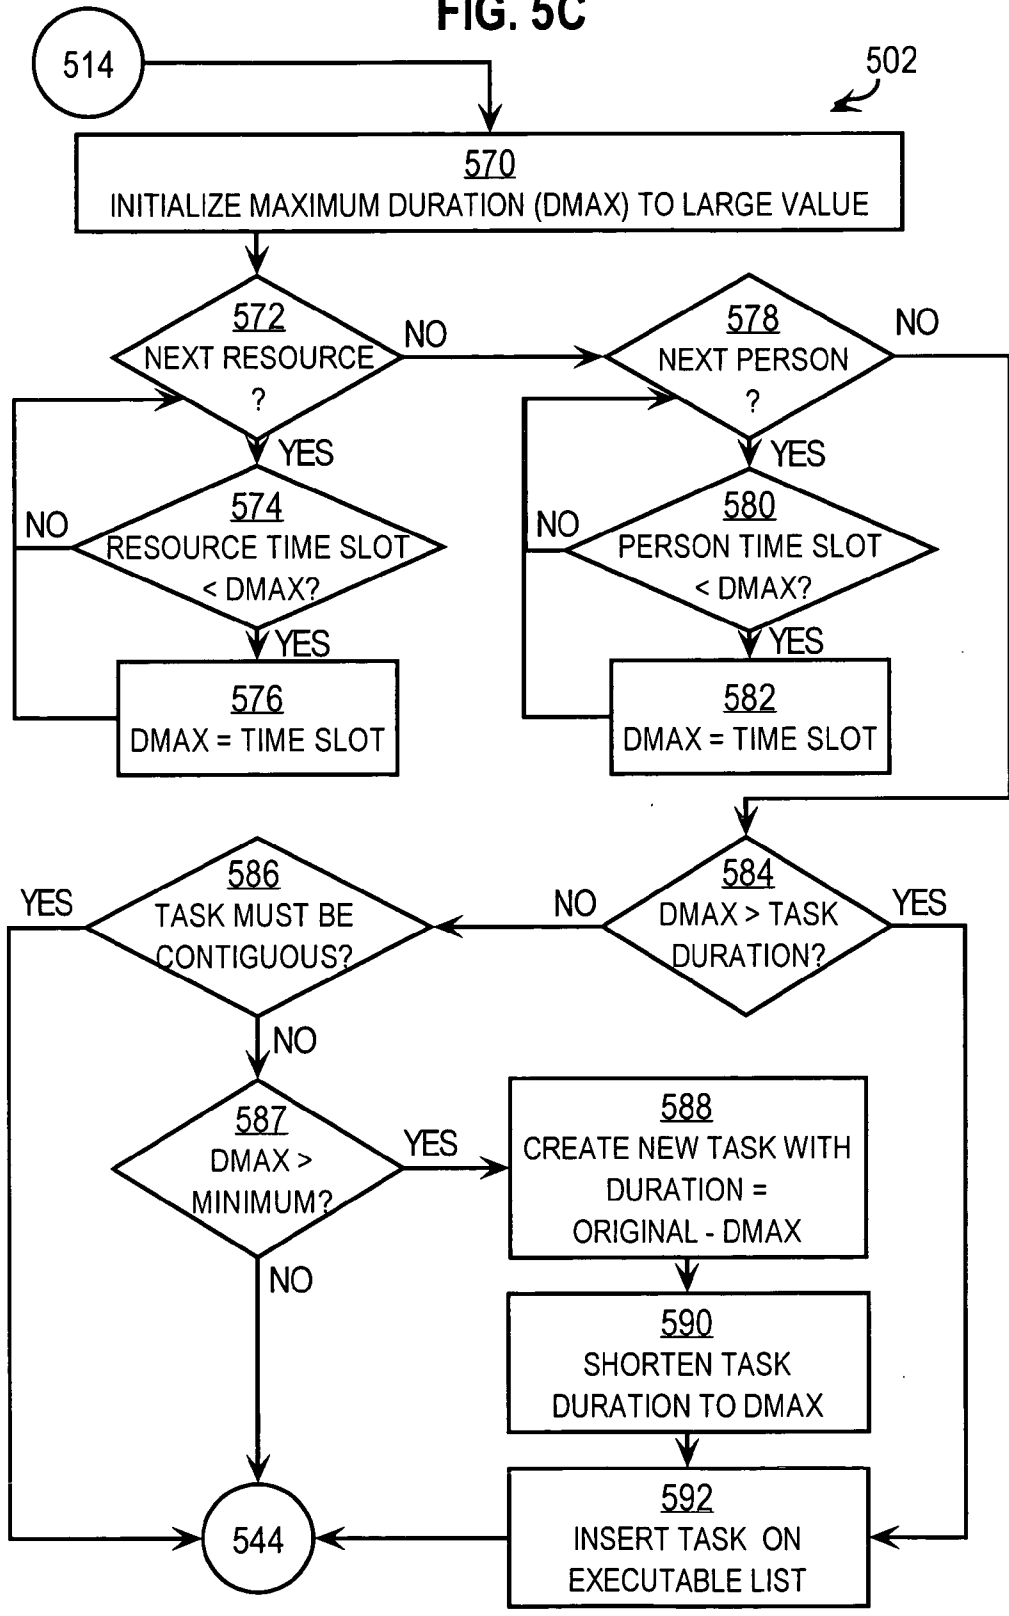 FIG. 5C
514
502
570
INITIALIZE MAXIMUM DURATION (DMAX) TO LARGE VALUE
572
NEXT RESOURCE
?
NO
578
NEXT PERSON
?
NO
YES
YES
574
RESOURCE TIME SLOT
< DMAX?
NO
580
PERSON TIME SLOT
< DMAX?
NO
YES
YES
576
DMAX = TIME SLOT
582
DMAX = TIME SLOT
586
TASK MUST BE
CONTIGUOUS?
YES
NO
584
DMAX > TASK
DURATION?
YES
NO
587
DMAX >
MINIMUM?
YES
588
CREATE NEW TASK WITH
DURATION =
ORIGINAL - DMAX
NO
590
SHORTEN TASK
DURATION TO DMAX
544
592
INSERT TASK ON
EXECUTABLE LIST